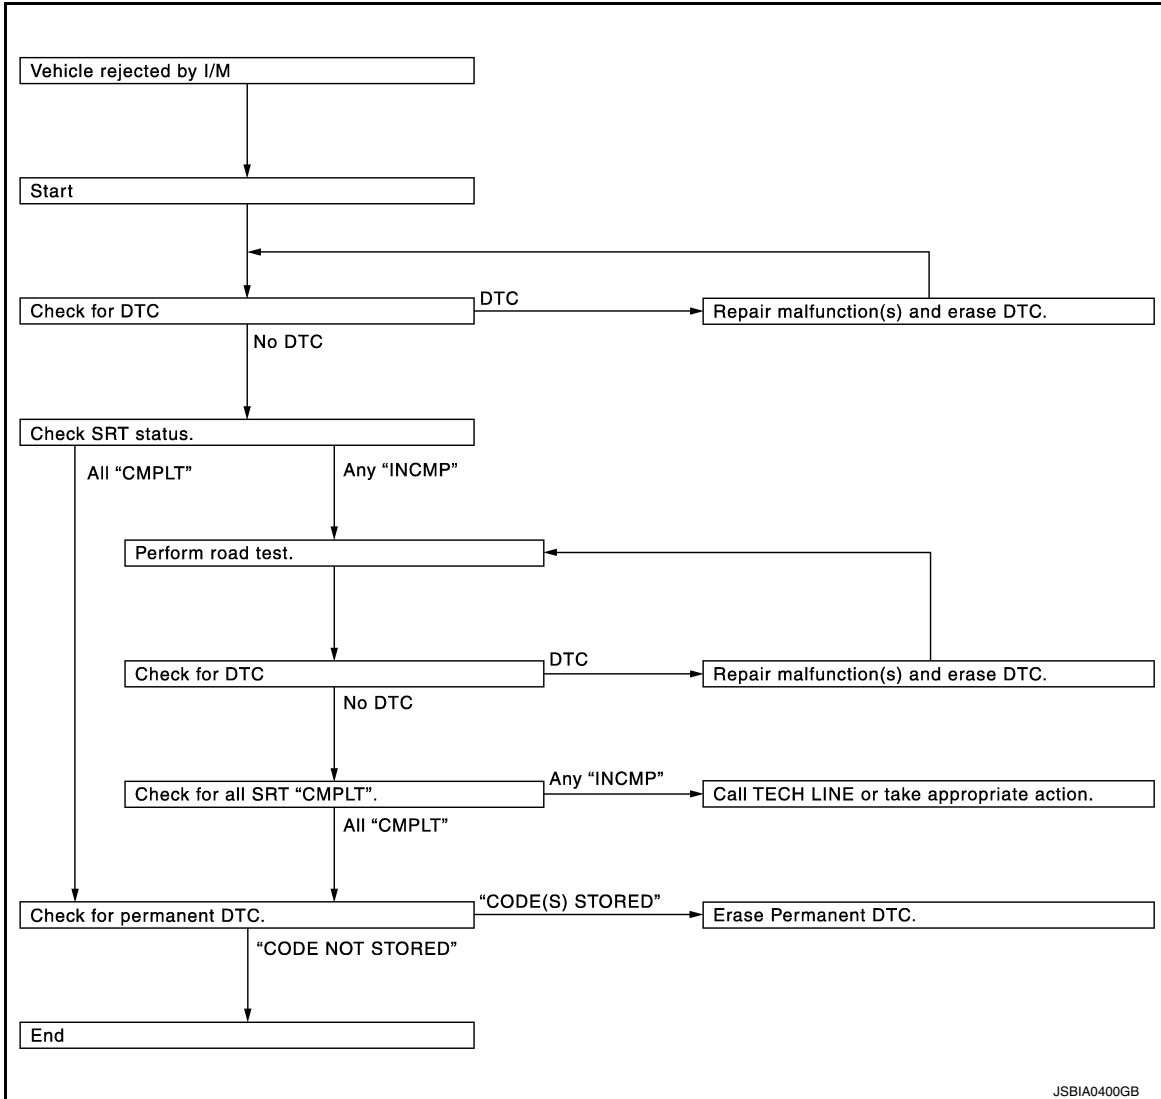 Vehicle rejected by I/M
Start
Check for DTC
DTC
Repair malfunction(s) and erase DTC.
No DTC
Check SRT status.
All “CMPLT”
Any “INCMP”
Perform road test.
Check for DTC
DTC
Repair malfunction(s) and erase DTC.
No DTC
Check for all SRT “CMPLT”.
Any “INCMP”
Call TECH LINE or take appropriate action.
All “CMPLT”
Check for permanent DTC.
“CODE(S) STORED”
Erase Permanent DTC.
“CODE NOT STORED”
End
JSBIA0400GB